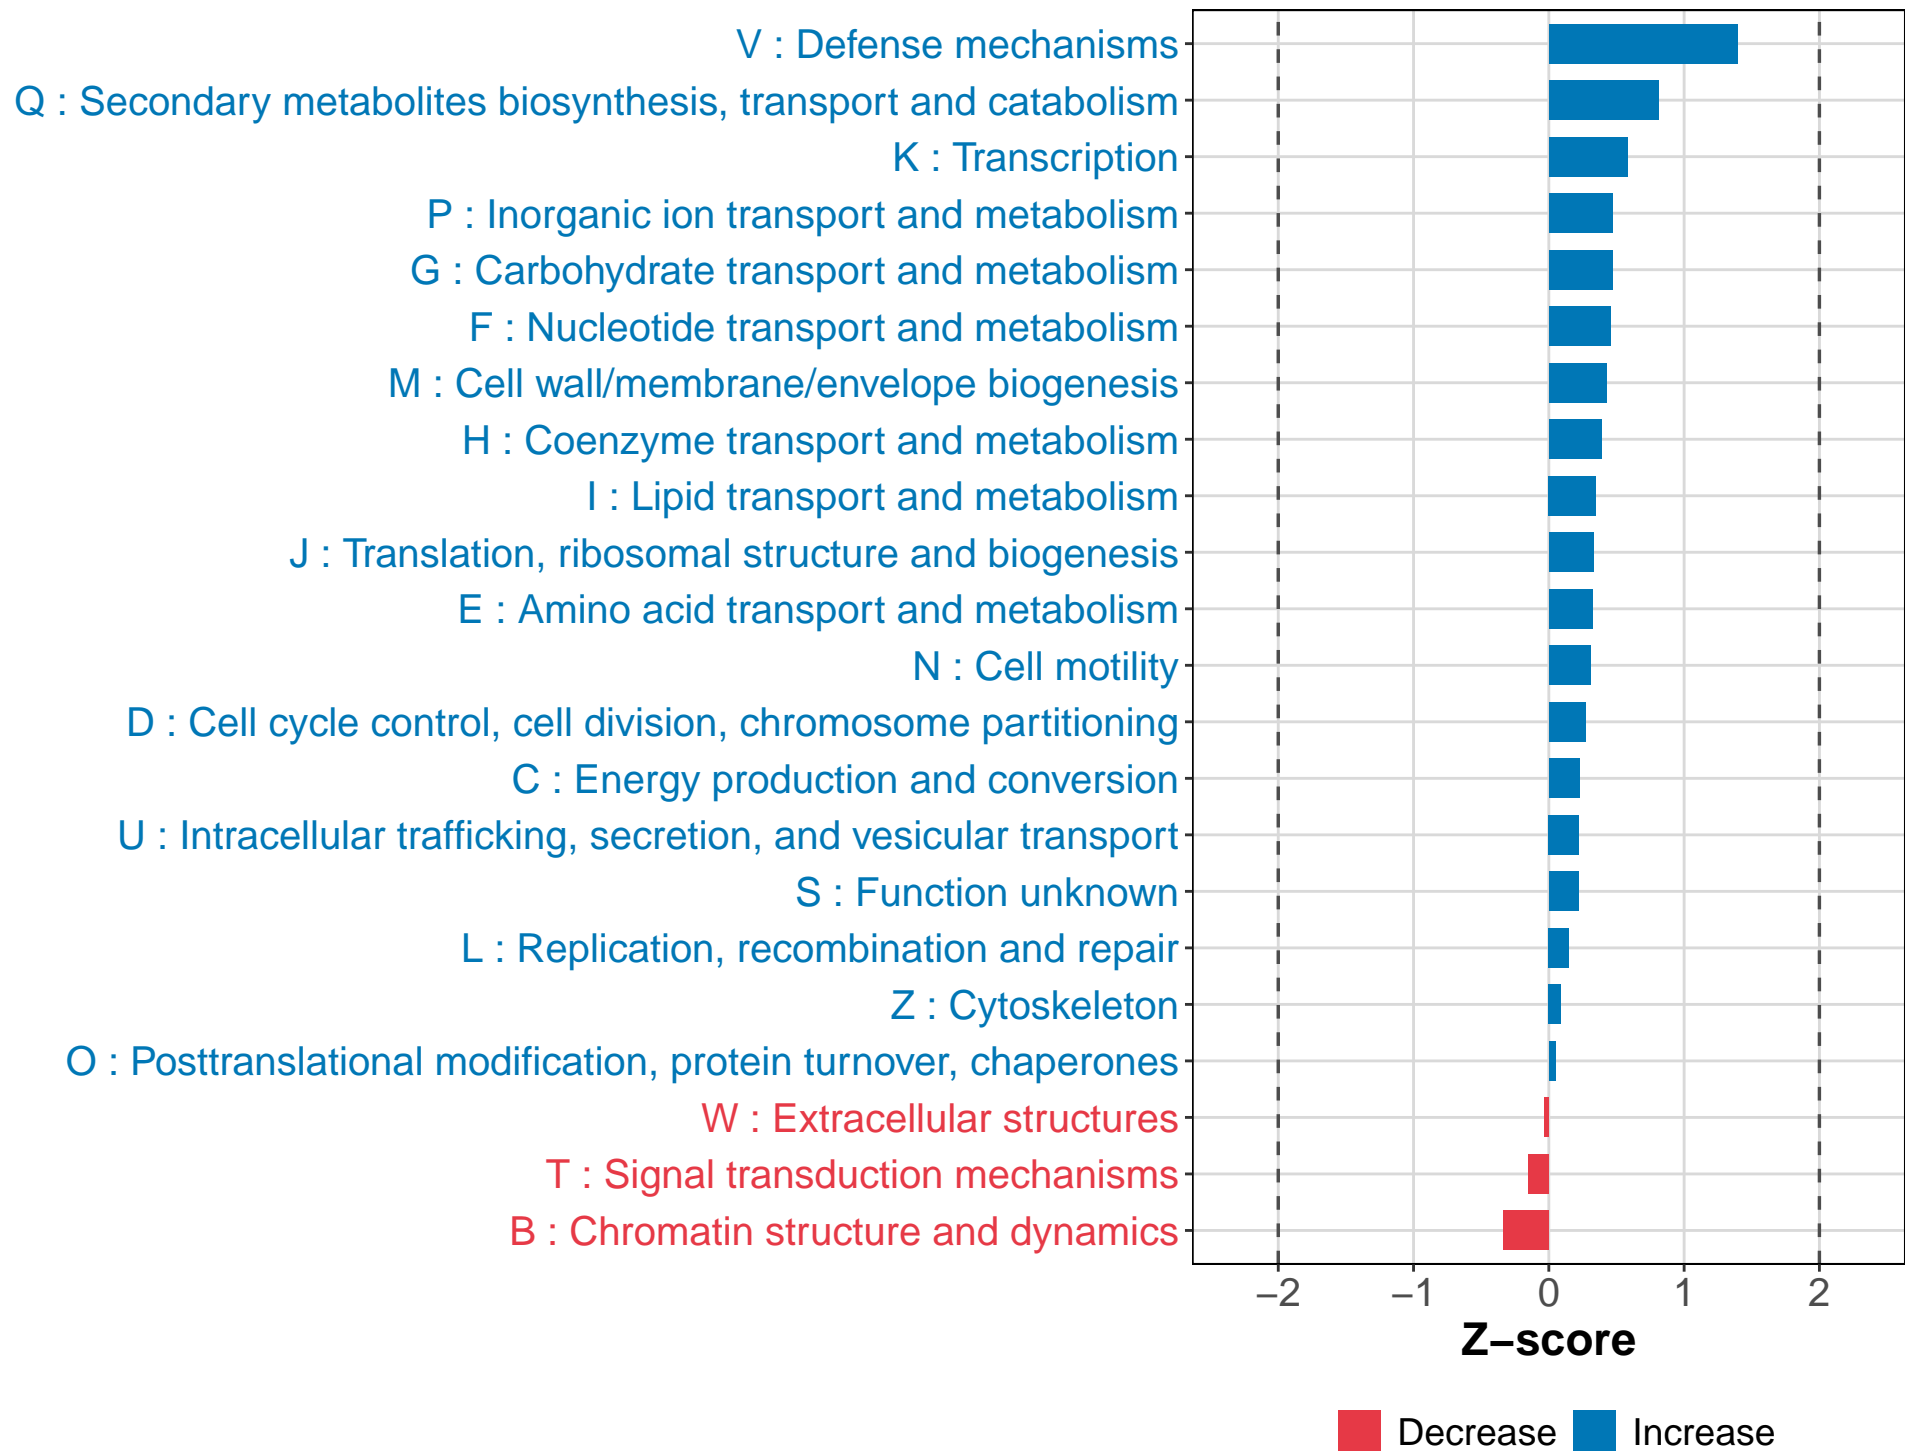 V : Defense mechanisms
Q : Secondary metabolites biosynthesis, transport and catabolism
K : Transcription
P : Inorganic ion transport and metabolism
G : Carbohydrate transport and metabolism
F : Nucleotide transport and metabolism
M : Cell wall/membrane/envelope biogenesis
H : Coenzyme transport and metabolism
I : Lipid transport and metabolism
J : Translation, ribosomal structure and biogenesis
E : Amino acid transport and metabolism
N : Cell motility
D : Cell cycle control, cell division, chromosome partitioning
C : Energy production and conversion
U : Intracellular trafficking, secretion, and vesicular transport
S : Function unknown
L : Replication, recombination and repair
Z : Cytoskeleton
O : Posttranslational modification, protein turnover, chaperones
W : Extracellular structures
T : Signal transduction mechanisms
B : Chromatin structure and dynamics
−2 −1 0 1 2
Z−score
Decrease Increase